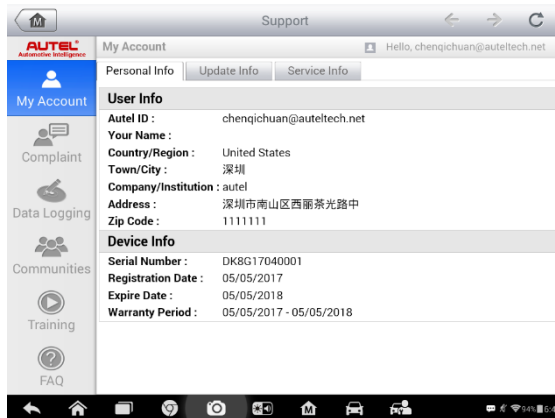 Support
AUTEL
Automotive Intelligence
My Account
Hello, chenqichuan@auteltech.net
Personal Info
Update Info
Service Info
My Account
Complaint
Data Logging
Communities
Training
FAQ
User Info
Autel ID : chenqichuan@auteltech.net
Your Name :
Country/Region : United States
Town/City : 深圳
Company/Institution : autel
Address : 深圳市南山区西丽茶光路中
Zip Code : 1111111
Device Info
Serial Number : DK8G17040001
Registration Date : 05/05/2017
Expire Date : 05/05/2018
Warranty Period : 05/05/2017 - 05/05/2018
94%